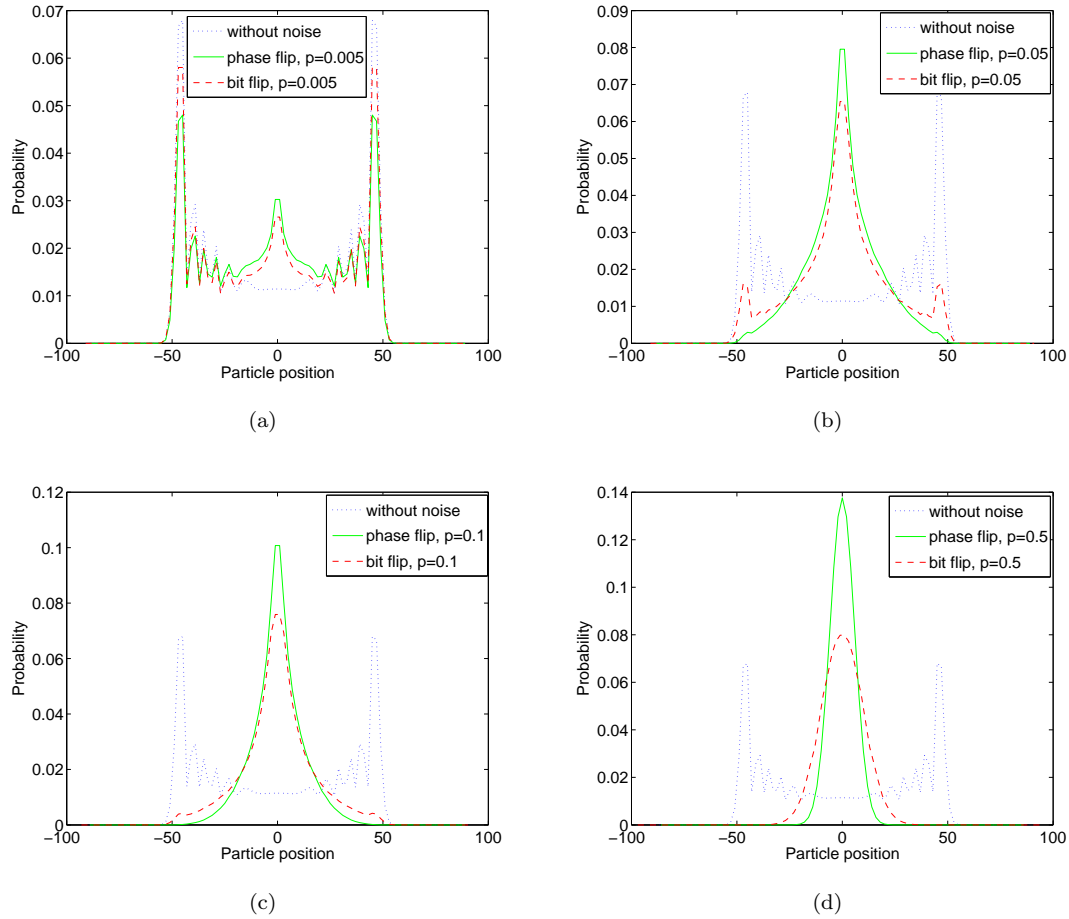 0.07
0.06
0.05
0.04
0.03
0.02
0.01
0
−100
−50
0
50
100
Probability
Particle position
without noise
phase flip, p=0.005
bit flip, p=0.005
(a)
0.09
0.08
0.07
0.06
0.05
0.04
0.03
0.02
0.01
0
−100
−50
0
50
100
Probability
Particle position
without noise
phase flip, p=0.05
bit flip, p=0.05
(b)
0.12
0.1
0.08
0.06
0.04
0.02
0
−100
−50
0
50
100
Probability
Particle position
without noise
phase flip, p=0.1
bit flip, p=0.1
(c)
0.14
0.12
0.1
0.08
0.06
0.04
0.02
0
−100
−50
0
50
100
Probability
Particle position
without noise
phase flip, p=0.5
bit flip, p=0.5
(d)